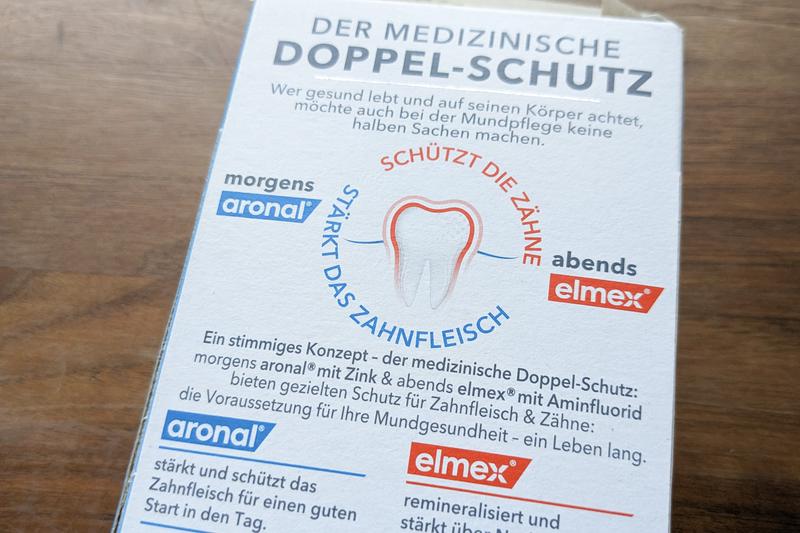 DER MEDIZINISCHE
DOPPEL-SCHUTZ
Wer gesund lebt und auf seinen Körper achtet,
möchte auch bei der Mundpflege keine
halben Sachen machen.
SCHÜTZT DIE ZÄHNE
morgens
aronal®
STÄRKT DAS ZAHNFLEISCH
abends
elmex®
Ein stimmiges Konzept – der medizinische Doppel-Schutz:
morgens aronal® mit Zink & abends elmex® mit Aminfluorid
bieten gezielten Schutz für Zahnfleisch & Zähne:
die Voraussetzung für Ihre Mundgesundheit – ein Leben lang.
aronal®
stärkt und schützt das
Zahnfleisch für einen guten
Start in den Tag.
elmex®
remineralisiert und
stärkt über